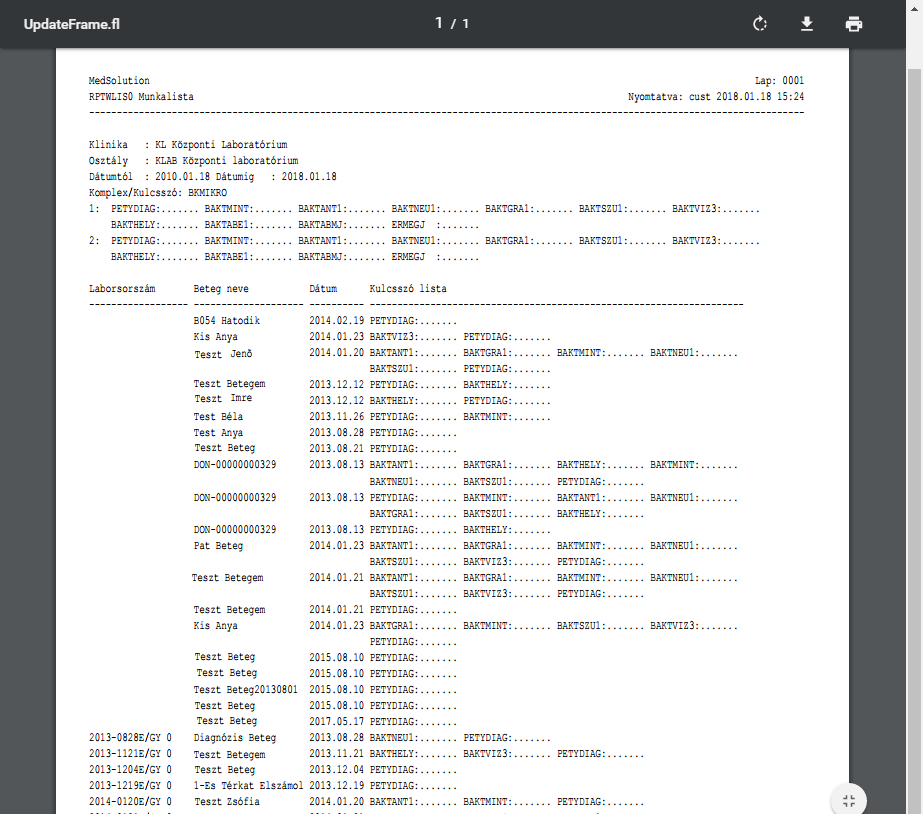 UpdateFrame.fl 1 / 1
MedSolution Lap: 0001
RPTWLIS0 Munkalista Nyomtatva: cust 2018.01.18 15:24
Klinika : KL Központi Laboratórium
Osztály : KLAB Központi laboratórium
Dátumtól : 2010.01.18 Dátumig : 2018.01.18
Komplex/Kulcsszó: BKMIKRO
1: PETYDIAG:....... BAKTMINT:....... BAKTANT1:....... BAKTNEU1:....... BAKTGRA1:....... BAKTSZU1:....... BAKTVIZ3:.......
BAKTHELY:....... BAKTABE1:....... BAKTABMJ:....... ERMEGJ :.......
2: PETYDIAG:....... BAKTMINT:....... BAKTANT1:....... BAKTNEU1:....... BAKTGRA1:....... BAKTSZU1:....... BAKTVIZ3:.......
BAKTHELY:....... BAKTABE1:....... BAKTABMJ:....... ERMEGJ :.......
Laborsorszám Beteg neve Dátum Kulcsszó lista
B054 Hatodik 2014.02.19 PETYDIAG:.......
Kis Anya 2014.01.23 BAKTVIZ3:....... PETYDIAG:.......
Teszt Jenő 2014.01.20 BAKTANT1:....... BAKTGRA1:....... BAKTMINT:....... BAKTNEU1:.......
BAKTSZU1:....... PETYDIAG:.......
Teszt Betegem 2013.12.12 PETYDIAG:....... BAKTHELY:.......
Teszt Imre 2013.12.12 BAKTHELY:....... PETYDIAG:.......
Test Béla 2013.11.26 PETYDIAG:....... BAKTMINT:.......
Test Anya 2013.08.28 PETYDIAG:.......
Teszt Beteg 2013.08.21 PETYDIAG:.......
DON-00000000329 2013.08.13 BAKTANT1:....... BAKTGRA1:....... BAKTHELY:....... BAKTMINT:.......
BAKTNEU1:....... BAKTSZU1:....... PETYDIAG:.......
DON-00000000329 2013.08.13 PETYDIAG:....... BAKTMINT:....... BAKTANT1:....... BAKTNEU1:.......
BAKTGRA1:....... BAKTSZU1:....... BAKTHELY:.......
DON-00000000329 2013.08.13 PETYDIAG:....... BAKTHELY:.......
Pat Beteg 2014.01.23 BAKTANT1:....... BAKTGRA1:....... BAKTMINT:....... BAKTNEU1:.......
BAKTSZU1:....... BAKTVIZ3:....... PETYDIAG:.......
Teszt Betegem 2014.01.21 BAKTANT1:....... BAKTGRA1:....... BAKTMINT:....... BAKTNEU1:.......
BAKTSZU1:....... BAKTVIZ3:....... PETYDIAG:.......
Teszt Betegem 2014.01.21 PETYDIAG:.......
Kis Anya 2014.01.23 BAKTGRA1:....... BAKTMINT:....... BAKTSZU1:....... BAKTVIZ3:.......
PETYDIAG:.......
Teszt Beteg 2015.08.10 PETYDIAG:.......
Teszt Beteg 2015.08.10 PETYDIAG:.......
Teszt Beteg20130801 2015.08.10 PETYDIAG:.......
Teszt Beteg 2015.08.10 PETYDIAG:.......
Teszt Beteg 2017.05.17 PETYDIAG:.......
2013-0828E/GY 0 Diagnózis Beteg 2013.08.28 BAKTNEU1:....... PETYDIAG:.......
2013-1121E/GY 0 Teszt Betegem 2013.11.21 BAKTHELY:....... BAKTVIZ3:....... PETYDIAG:.......
2013-1204E/GY 0 Teszt Beteg 2013.12.04 PETYDIAG:.......
2013-1219E/GY 0 1-Es Térkat Elszámol 2013.12.19 PETYDIAG:.......
2014-0120E/GY 0 Teszt Zsófia 2014.01.20 BAKTANT1:....... BAKTMINT:....... PETYDIAG:.......